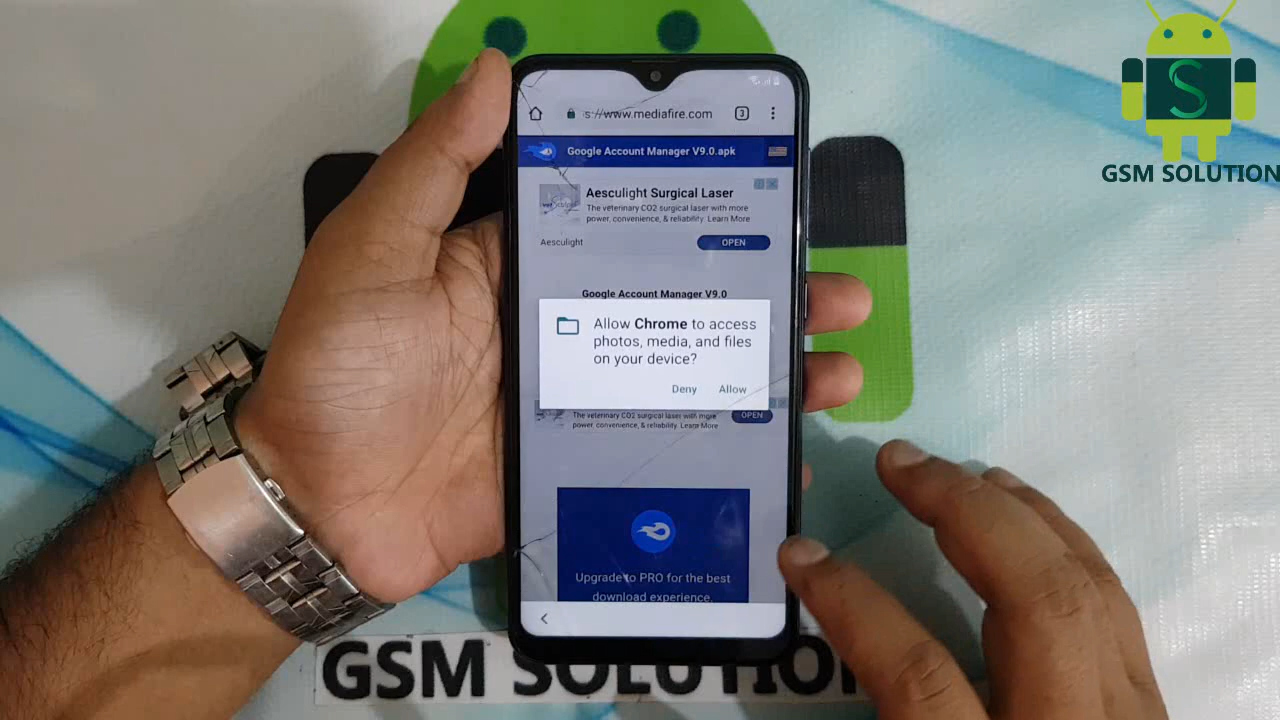 S
GSM SOLUTION
s://www.mediafire.com
3
Google Account Manager V9.0.apk
Aesculight Surgical Laser
The veterinary CO2 surgical laser with more
power, convenience, & reliability. Learn More
Aesculight
OPEN
Google Account Manager V9.0
Allow Chrome to access
photos, media, and files
on your device?
Deny
Allow
The veterinary CO2 surgical laser with more
power, convenience, & reliability. Learn More
OPEN
Upgrade to PRO for the best
download experience.
GSM SOLUTION